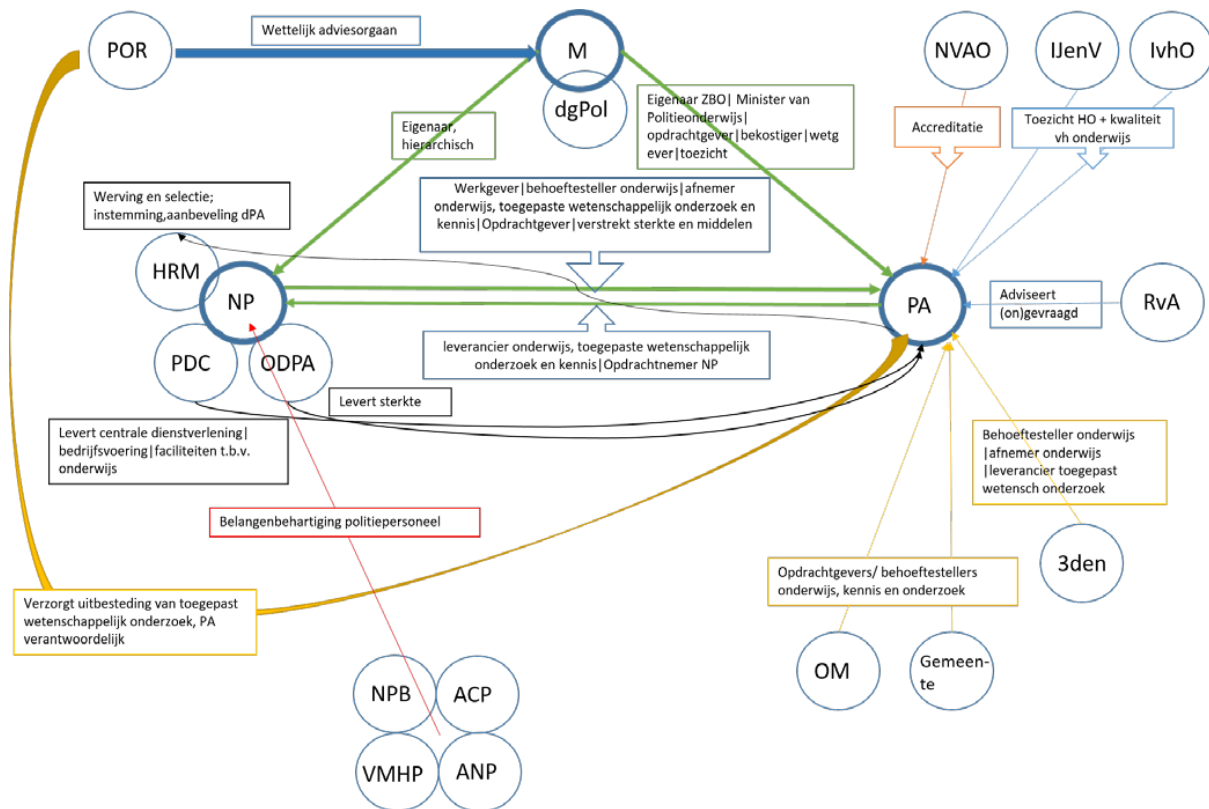 POR
Wettelijk adviesorgaan
M
dgPol
NVAO
IJenV
IvhO
Eigenaar,
hierarchisch
Eigenaar ZBO| Minister van
Politieonderwijs|
opdrachtgever|bekostiger|wetg
ever|toezicht
Accreditatie
Toezicht HO + kwaliteit
vh onderwijs
Werving en selectie;
instemming,aanbeveling dPA
Werkgever|behoeftesteller onderwijs|afnemer
onderwijs, toegepaste wetenschappelijk onderzoek en
kennis|Opdrachtgever|verstrekt sterkte en middelen
HRM
NP
PA
Adviseert
(on)gevraagd
RvA
PDC
ODPA
leverancier onderwijs, toegepaste wetenschappelijk
onderzoek en kennis|Opdrachtnemer NP
Levert sterkte
Levert centrale dienstverlening|
bedrijfsvoering|faciliteiten t.b.v.
onderwijs
Behoeftesteller onderwijs
|afnemer onderwijs
|leverancier toegepast
wetensch onderzoek
Belangenbehartiging politiepersoneel
3den
Opdrachtgevers/ behoeftestellers
onderwijs, kennis en onderzoek
Verzorgt uitbesteding van toegepast
wetenschappelijk onderzoek, PA
verantwoordelijk
OM
Gemeen-
te
NPB
ACP
VMHP
ANP